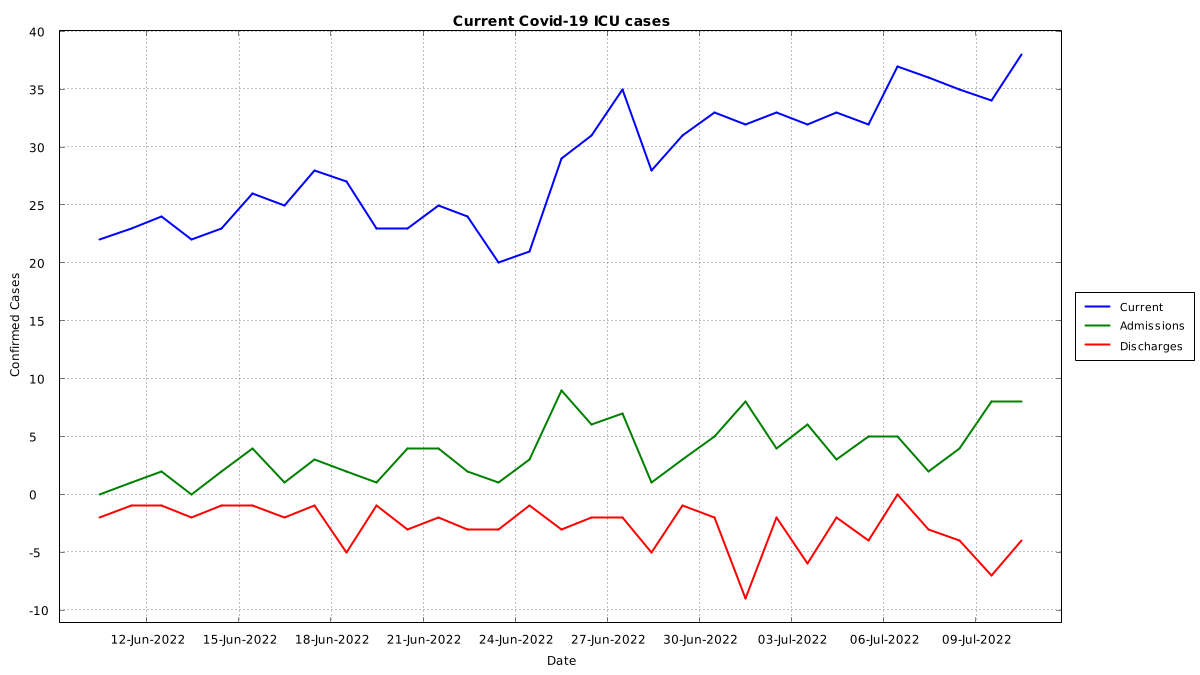 Current Covid-19 ICU cases
40
35
30
25
20
15
10
5
0
-5
-10
Confirmed Cases
12-Jun-2022 15-Jun-2022 18-Jun-2022 21-Jun-2022 24-Jun-2022 27-Jun-2022 30-Jun-2022 03-Jul-2022 06-Jul-2022 09-Jul-2022
Date
Current
Admissions
Discharges